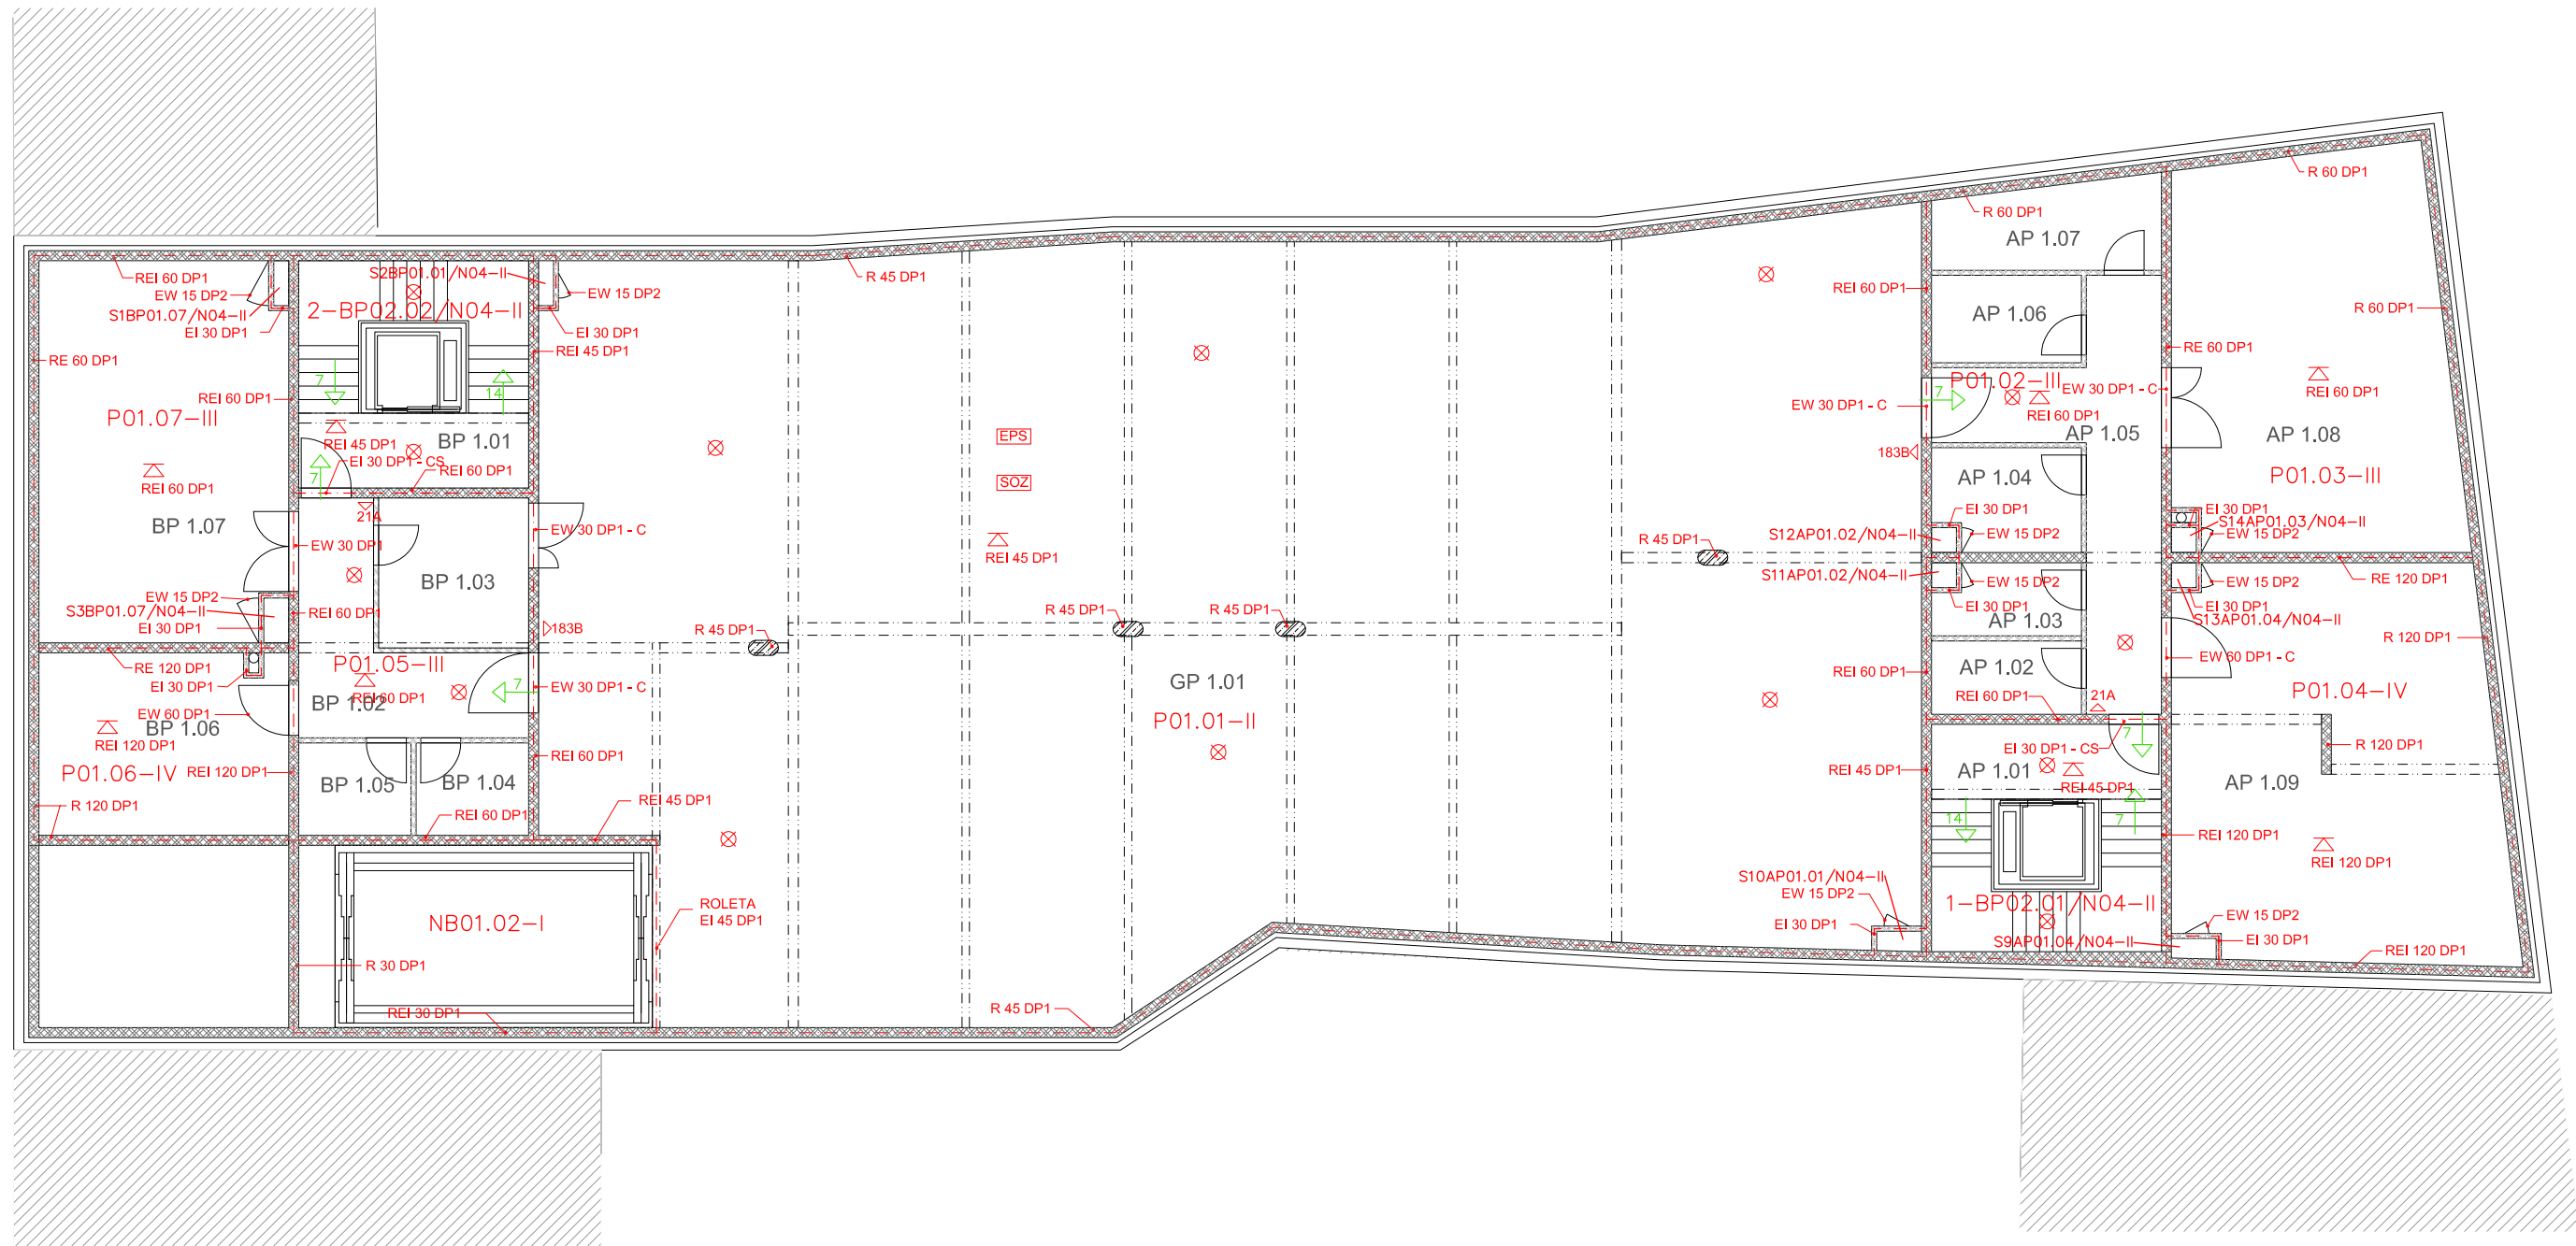 REI 60 DP1
EW 15 DP2
S1BP01.07/N04-II
EI 30 DP1
RE 60 DP1
REI 60 DP1
P01.07-III
REI 60 DP1
BP 1.07
EW 30 DP1
EW 15 DP2
S3BP01.07/N04-II
EI 30 DP1
REI 60 DP1
RE 120 DP1
EI 30 DP1
EW 60 DP1
BP 1.06
REI 120 DP1
P01.06-IV
REI 120 DP1
R 120 DP1
S2BP01.01/N04-II
2-BP02.02/N04-II
EW 15 DP2
EI 30 DP1
REI 45 DP1
7
14
REI 45 DP1
BP 1.01
EI 30 DP1 - CS
REI 60 DP1
7
21A
EW 30 DP1 - C
BP 1.03
183B
P01.05-III
REI 60 DP1
BP 1.02
7
EW 30 DP1 - C
REI 60 DP1
BP 1.05
BP 1.04
REI 60 DP1
REI 45 DP1
NB01.02-I
ROLETA
EI 45 DP1
R 30 DP1
REI 30 DP1
R 45 DP1
EPS
SOZ
REI 45 DP1
R 45 DP1
R 45 DP1
R 45 DP1
R 45 DP1
GP 1.01
P01.01-II
R 45 DP1
R 60 DP1
AP 1.07
REI 60 DP1
AP 1.06
P01.02-III
EW 30 DP1 - C
EW 30 DP1 - C
7
REI 60 DP1
AP 1.05
183B
AP 1.04
EI 30 DP1
S12AP01.02/N04-II
EW 15 DP2
S11AP01.02/N04-II
EW 15 DP2
EI 30 DP1
AP 1.03
AP 1.02
REI 60 DP1
REI 60 DP1
21A
EI 30 DP1 - CS
7
REI 45 DP1
AP 1.01
REI 45 DP1
14
7
S10AP01.01/N04-II
EW 15 DP2
EI 30 DP1
1-BP02.01/N04-II
S9AP01.04/N04-II
R 60 DP1
R 60 DP1
RE 60 DP1
REI 60 DP1
AP 1.08
P01.03-III
EI 30 DP1
S14AP01.03/N04-II
EW 15 DP2
RE 120 DP1
EW 15 DP2
EI 30 DP1
S13AP01.04/N04-II
R 120 DP1
EW 60 DP1 - C
P01.04-IV
R 120 DP1
AP 1.09
REI 120 DP1
REI 120 DP1
EW 15 DP2
EI 30 DP1
REI 120 DP1